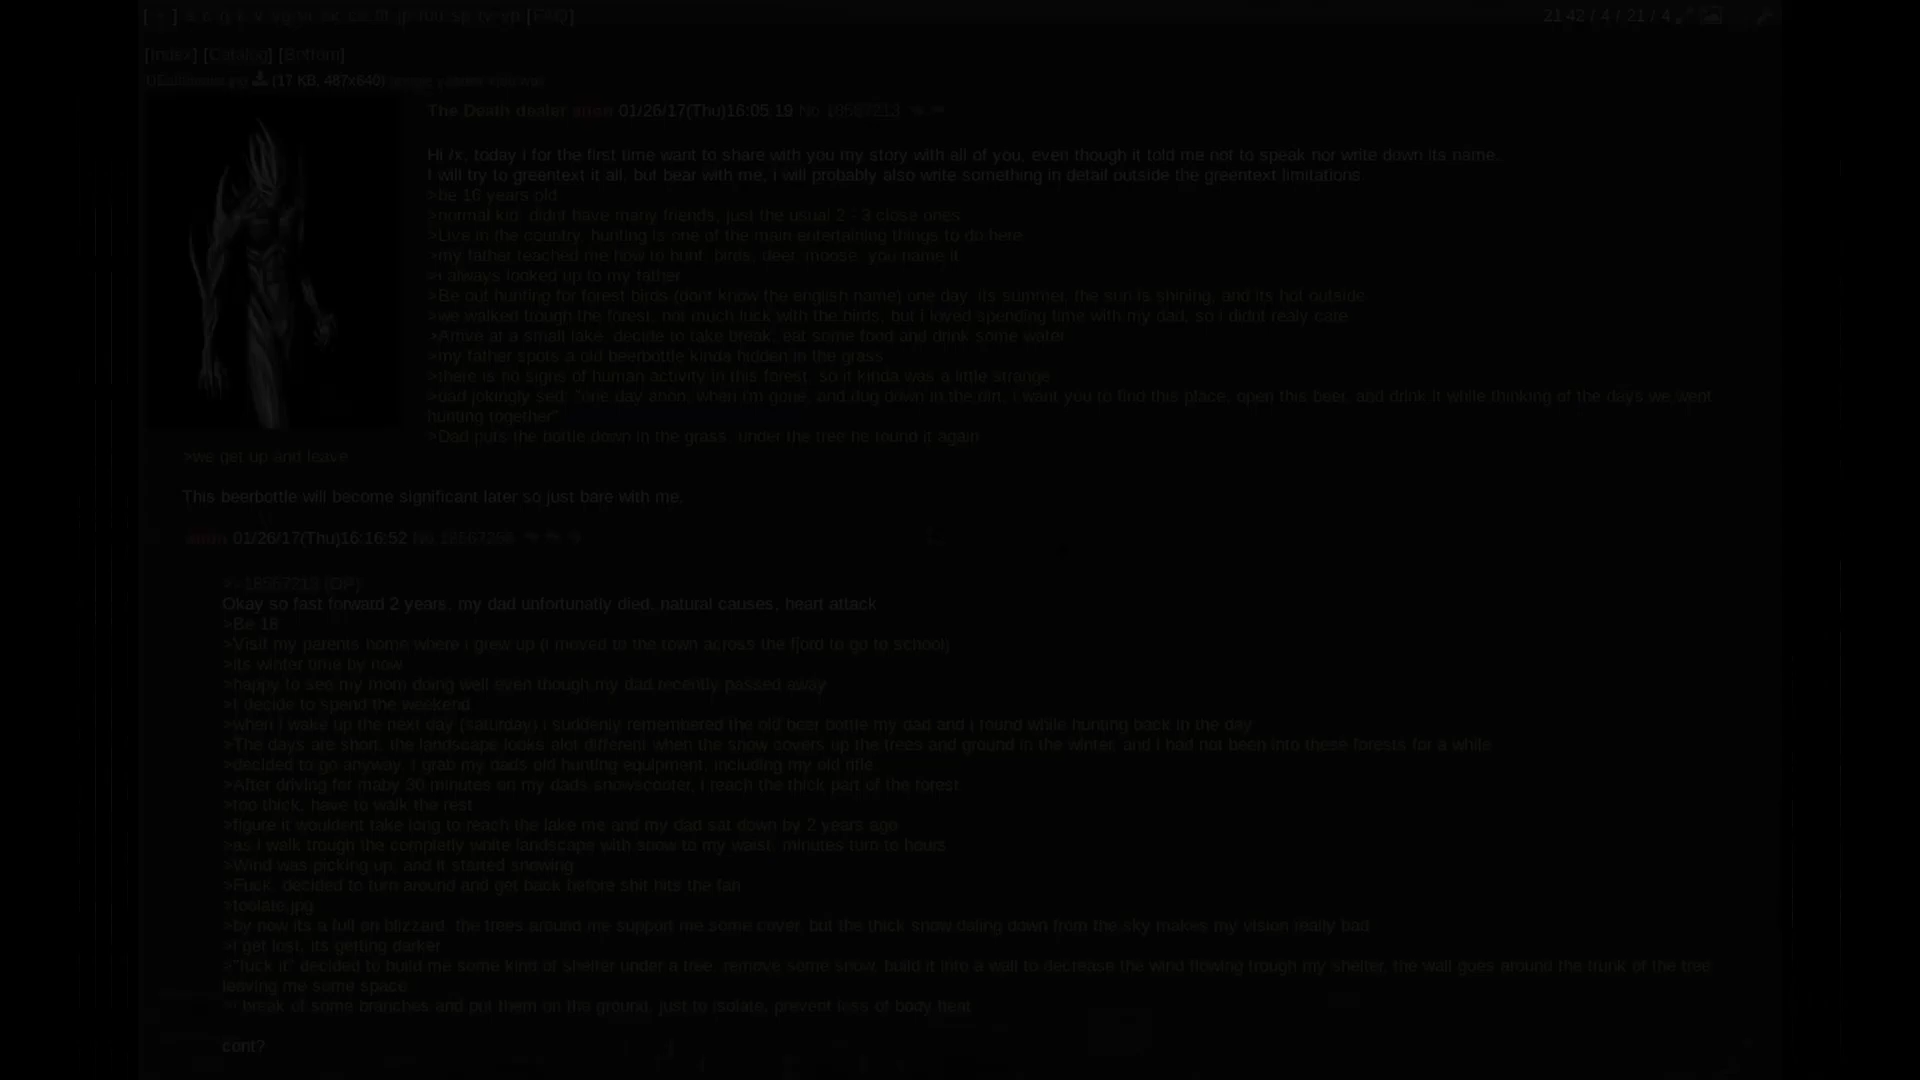 [FAQ]
21 42 / 4 / 21 / 4
[Index] [Catalog] [Bottom]
(17 KB, 487x640)
The Death dealer anon 01/26/17(Thu)16:05:19 No.18567213
Hi /x, today i for the first time want to share with you my story with all of you, even though it told me not to speak nor write down its name.
I will try to greentext it all, but bear with me, i will probably also write something in detail outside the greentext limitations.
>be 16 years old
>normal kid, didnt have many friends, just the usual 2 - 3 close ones
>Live in the country, hunting is one of the main entertaining things to do here
>my father teached me how to hunt, birds, deer, moose, you name it
>i always looked up to my father
>Be out hunting for forest birds (dont know the english name) one day, its summer, the sun is shining, and its hot outside
>we walked trough the forest, not much luck with the birds, but i loved spending time with my dad, so i didnt realy care
>Arrive at a small lake, decide to take break, eat some food and drink some water
>my father spots a old beerbottle kinda hidden in the grass
>there is no signs of human activity in this forest, so it kinda was a little strange
>dad jokingly sed: "one day anon, when i'm gone, and dug down in the dirt, i want you to find this place, open this beer, and drink it while thinking of the days we went
hunting together"
>Dad puts the bottle down in the grass, under the tree he found it again
>we get up and leave
This beerbottle will become significant later so just bare with me.
anon 01/26/17(Thu)16:16:52
>>18567213 (OP)
Okay so fast forward 2 years, my dad unfortunatly died, natural causes, heart attack
>Be 18
>Visit my parents home where i grew up (i moved to the town across the fjord to go to school)
>its winter time by now
>happy to see my mom doing well even though my dad recently passed away
>I decide to spend the weekend
>when i wake up the next day (saturday) i suddenly remembered the old beer bottle my dad and i found while hunting back in the day
>The days are short, the landscape looks alot different when the snow covers up the trees and ground in the winter, and i had not been into these forests for a while
>decided to go anyway. I grab my dads old hunting equipment, including my old rifle
>After driving for maby 30 minutes on my dads snowscooter, i reach the thick part of the forest
>too thick, have to walk the rest
>figure it wouldent take long to reach the lake me and my dad sat down by 2 years ago
>as i walk trough the completly white landscape with snow to my waist, minutes turn to hours
>Wind was picking up, and it started snowing
>Fuck, decided to turn around and get back before shit hits the fan
>toolate.jpg
>by now its a full on blizzard, the trees around me support me some cover, but the thick snow daling down from the sky makes my vision really bad
>I get lost, its getting darker
>"fuck it" decided to build me some kind of shelter under a tree, remove some snow, build it into a wall to decrease the wind flowing trough my shelter, the wall goes around the trunk of the tree
leaving me some space
> break of some branches and put them on the ground, just to isolate, prevent loss of body heat
cont?